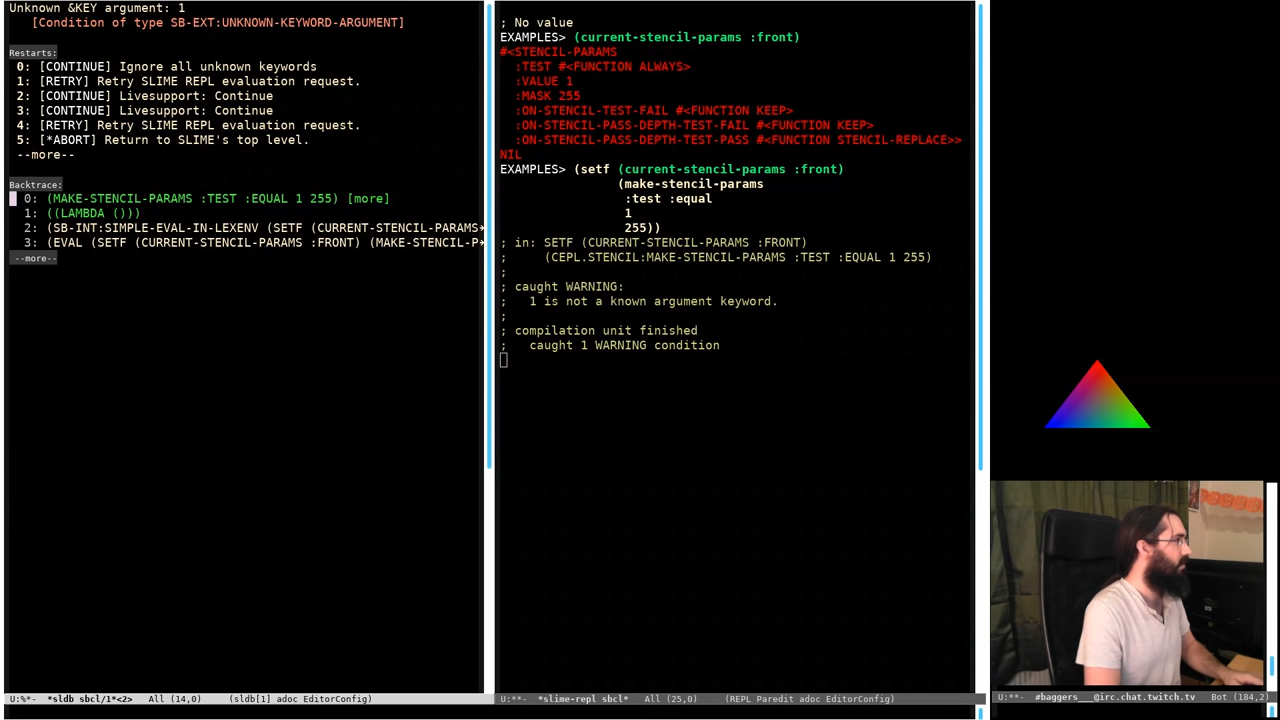 Unknown &KEY argument: 1
[Condition of type SB-EXT:UNKNOWN-KEYWORD-ARGUMENT]
Restarts:
0: [CONTINUE] Ignore all unknown keywords
1: [RETRY] Retry SLIME REPL evaluation request.
2: [CONTINUE] Livesupport: Continue
3: [CONTINUE] Livesupport: Continue
4: [RETRY] Retry SLIME REPL evaluation request.
5: [*ABORT] Return to SLIME's top level.
--more--
Backtrace:
0: (MAKE-STENCIL-PARAMS :TEST :EQUAL 1 255) [more]
1: ((LAMBDA ()))
2: (SB-INT:SIMPLE-EVAL-IN-LEXENV (SETF (CURRENT-STENCIL-PARAMS
3: (EVAL (SETF (CURRENT-STENCIL-PARAMS :FRONT) (MAKE-STENCIL-P
--more--
U:%*- *sldb sbcl/1*<2> All (14,0) (sldb[1] adoc EditorConfig)
; No value
EXAMPLES> (current-stencil-params :front)
#<STENCIL-PARAMS
:TEST #<FUNCTION ALWAYS>
:VALUE 1
:MASK 255
:ON-STENCIL-TEST-FAIL #<FUNCTION KEEP>
:ON-STENCIL-PASS-DEPTH-TEST-FAIL #<FUNCTION KEEP>
:ON-STENCIL-PASS-DEPTH-TEST-PASS #<FUNCTION STENCIL-REPLACE>>
NIL
EXAMPLES> (setf (current-stencil-params :front)
(make-stencil-params
:test :equal
1
255))
; in: SETF (CURRENT-STENCIL-PARAMS :FRONT)
; (CEPL.STENCIL:MAKE-STENCIL-PARAMS :TEST :EQUAL 1 255)
;
; caught WARNING:
; 1 is not a known argument keyword.
;
; compilation unit finished
; caught 1 WARNING condition
U:**- *slime-repl sbcl* All (25,0) (REPL Paredit adoc EditorConfig)
U:**- #baggers___@irc.chat.twitch.tv Bot (184,2)